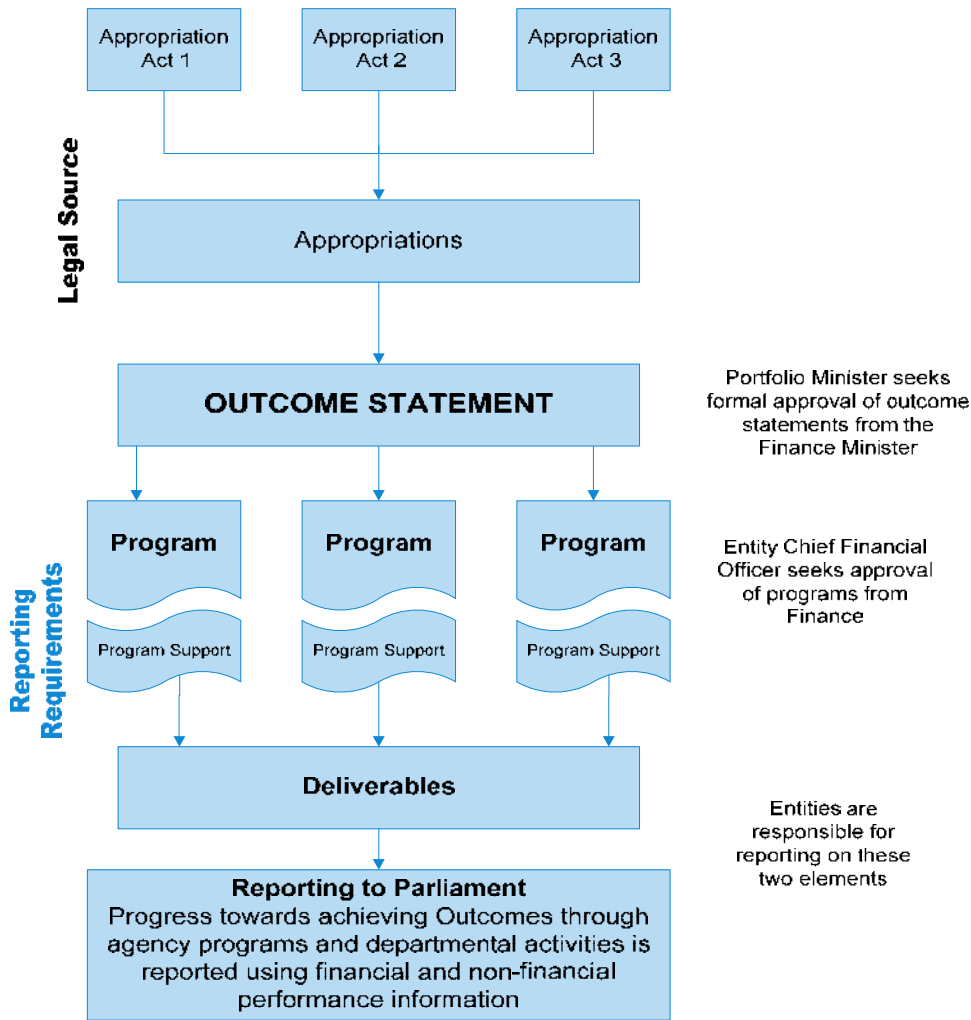 Appropriation
Act 1
Appropriation
Act 2
Appropriation
Act 3
Legal Source
Appropriations
OUTCOME STATEMENT
Portfolio Minister seeks
formal approval of outcome
statements from the
Finance Minister
Program
Program
Program
Entity Chief Financial
Officer seeks approval
of programs from
Finance
Reporting
Requirements
Program Support
Program Support
Program Support
Deliverables
Entities are
responsible for
reporting on these
two elements
Reporting to Parliament
Progress towards achieving Outcomes through
agency programs and departmental activities is
reported using financial and non-financial
performance information